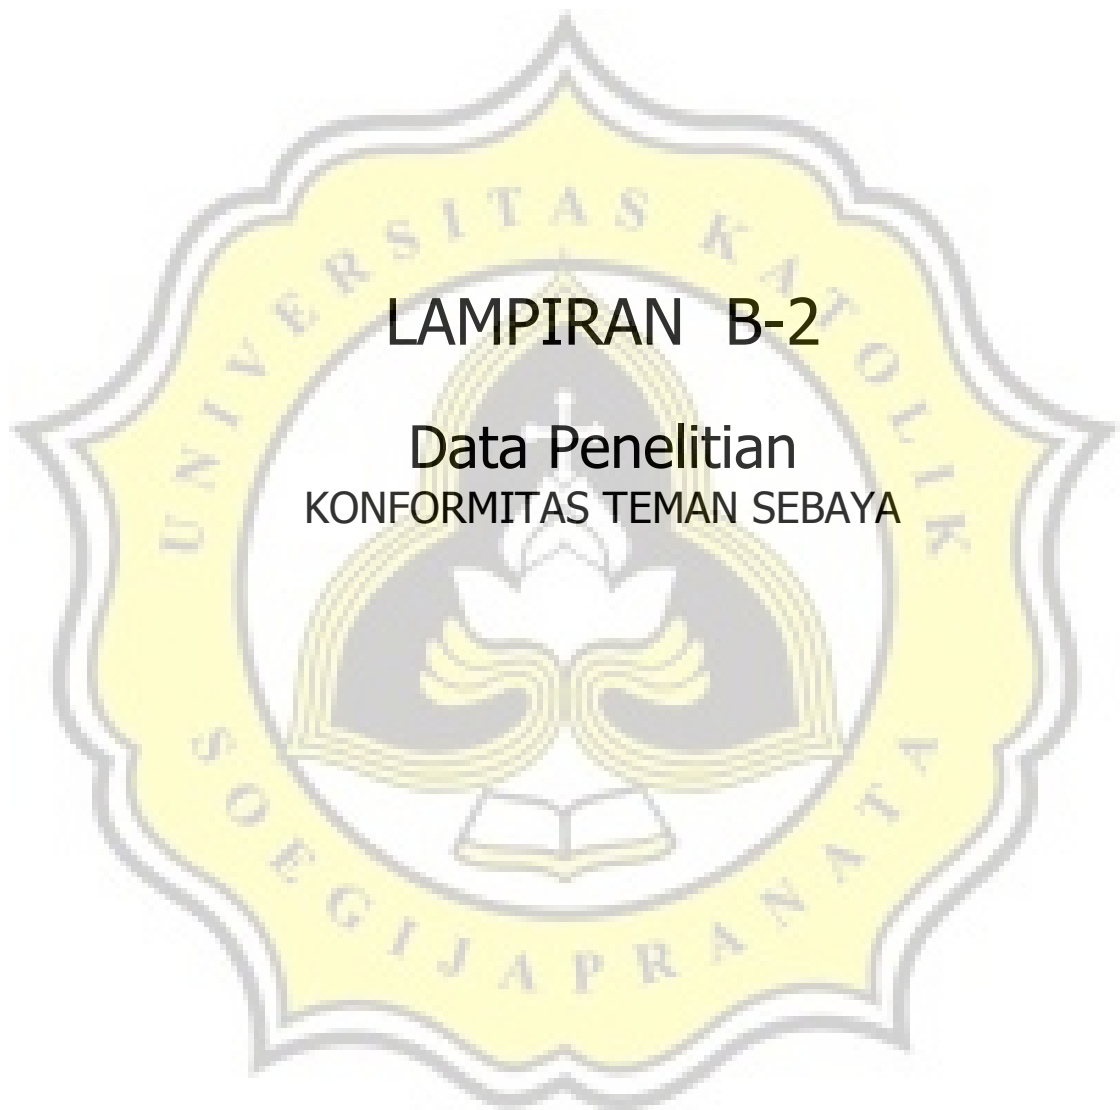 UNIVERSITAS KATOLIK
LAMPIRAN B-2
Data Penelitian
KONFORMITAS TEMAN SEBAYA
SOEGIJAPRANATA